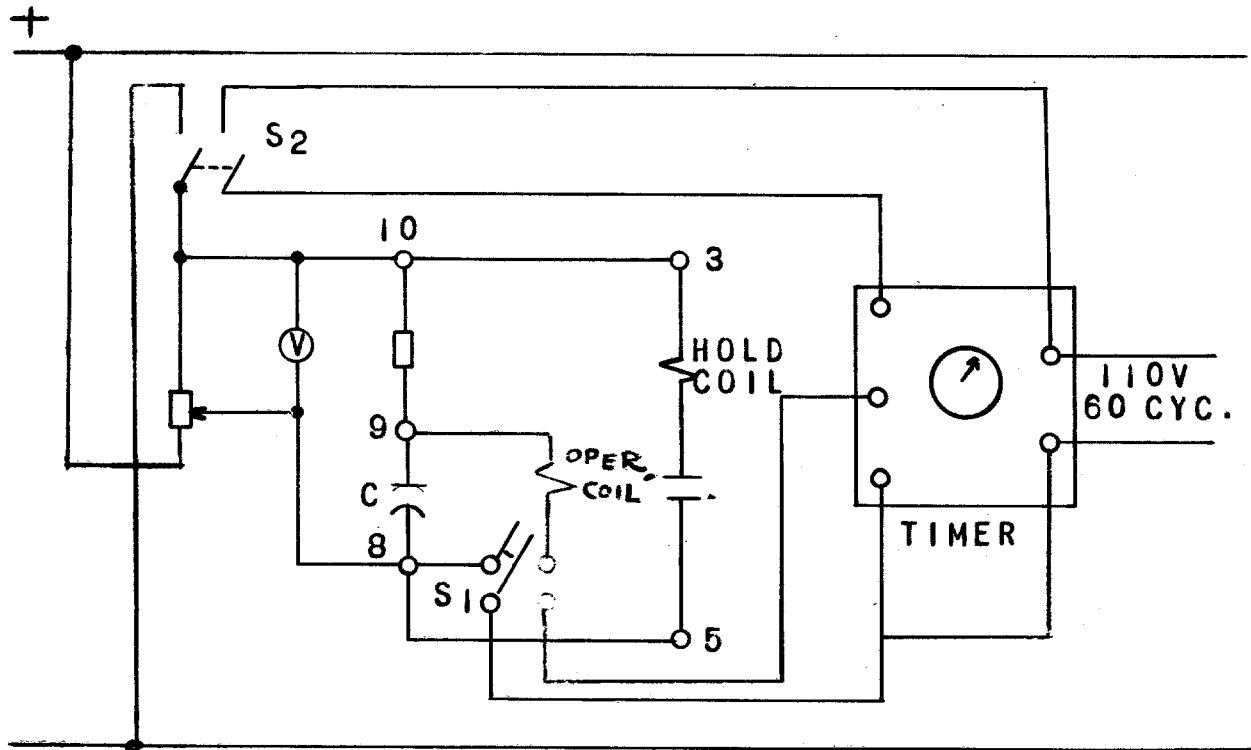 +
S2
10
3
V
HOLD
COIL
110V
60 CYC.
9
OPER.
COIL
C
TIMER
8
S1
5